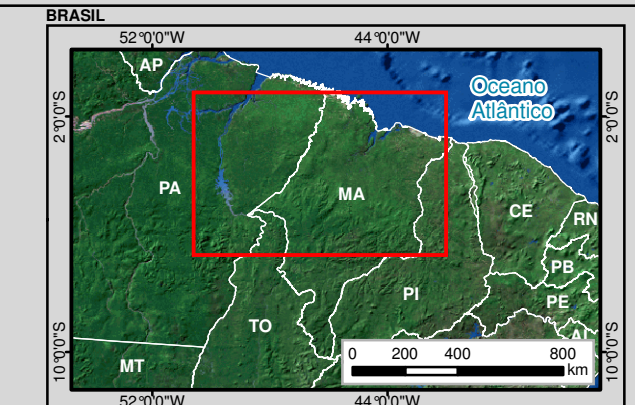 BRASIL
52°0'0"W 44°0'0"W
AP
Oceano
Atlântico
2°0'0"S 2°0'0"S
PA
MA
CE
RN
PB
PI
PE
TO
AL
MT
0 200 400 800
km
10°0'0"S 10°0'0"S
52°0'0"W 44°0'0"W